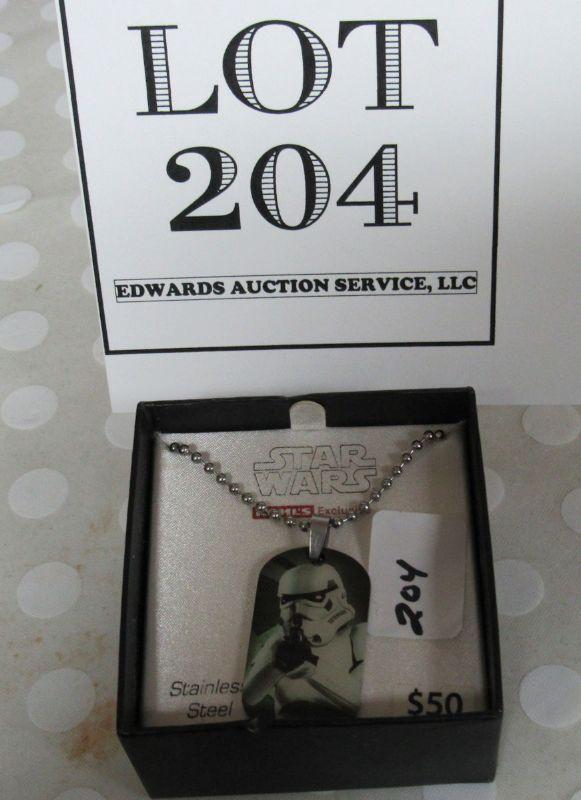 LOT
204
EDWARDS AUCTION SERVICE, LLC
STAR
WARS
204
Stainless
Steel
$50